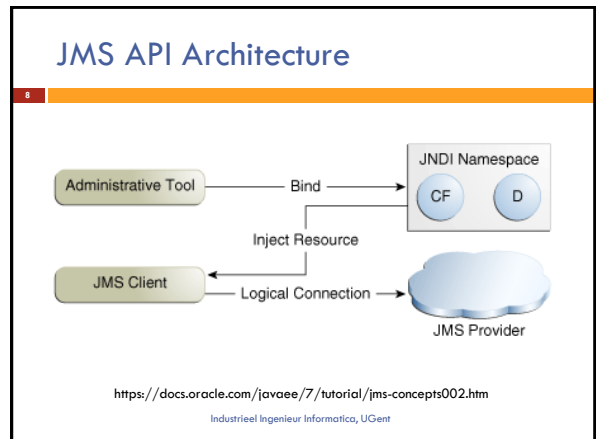 JMS API Architecture
8
JNDI Namespace
Administrative Tool
Bind
CF
D
Inject Resource
JMS Client
Logical Connection
JMS Provider
https://docs.oracle.com/javaee/7/tutorial/jms-concepts002.htm
Industrieel Ingenieur Informatica, UGent